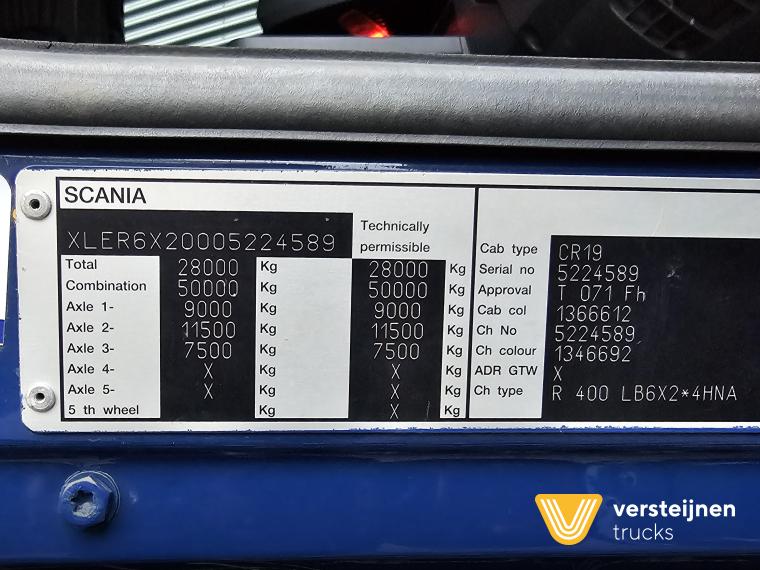 SCANIA
XLER6X20005224589
Technically
permissible
Total 28000 Kg 28000 Kg
Combination 50000 Kg 50000 Kg
Axle 1- 9000 Kg 9000 Kg
Axle 2- 11500 Kg 11500 Kg
Axle 3- 7500 Kg 7500 Kg
Axle 4- X Kg X Kg
Axle 5- X Kg X Kg
5 th wheel Kg X Kg
Cab type CR19
Serial no 5224589
Approval T 071 Fh
Cab col 1366612
Ch No 5224589
Ch colour 1346692
ADR GTW X
Ch type R 400 LB6X2*4HNA
versteijnen
trucks